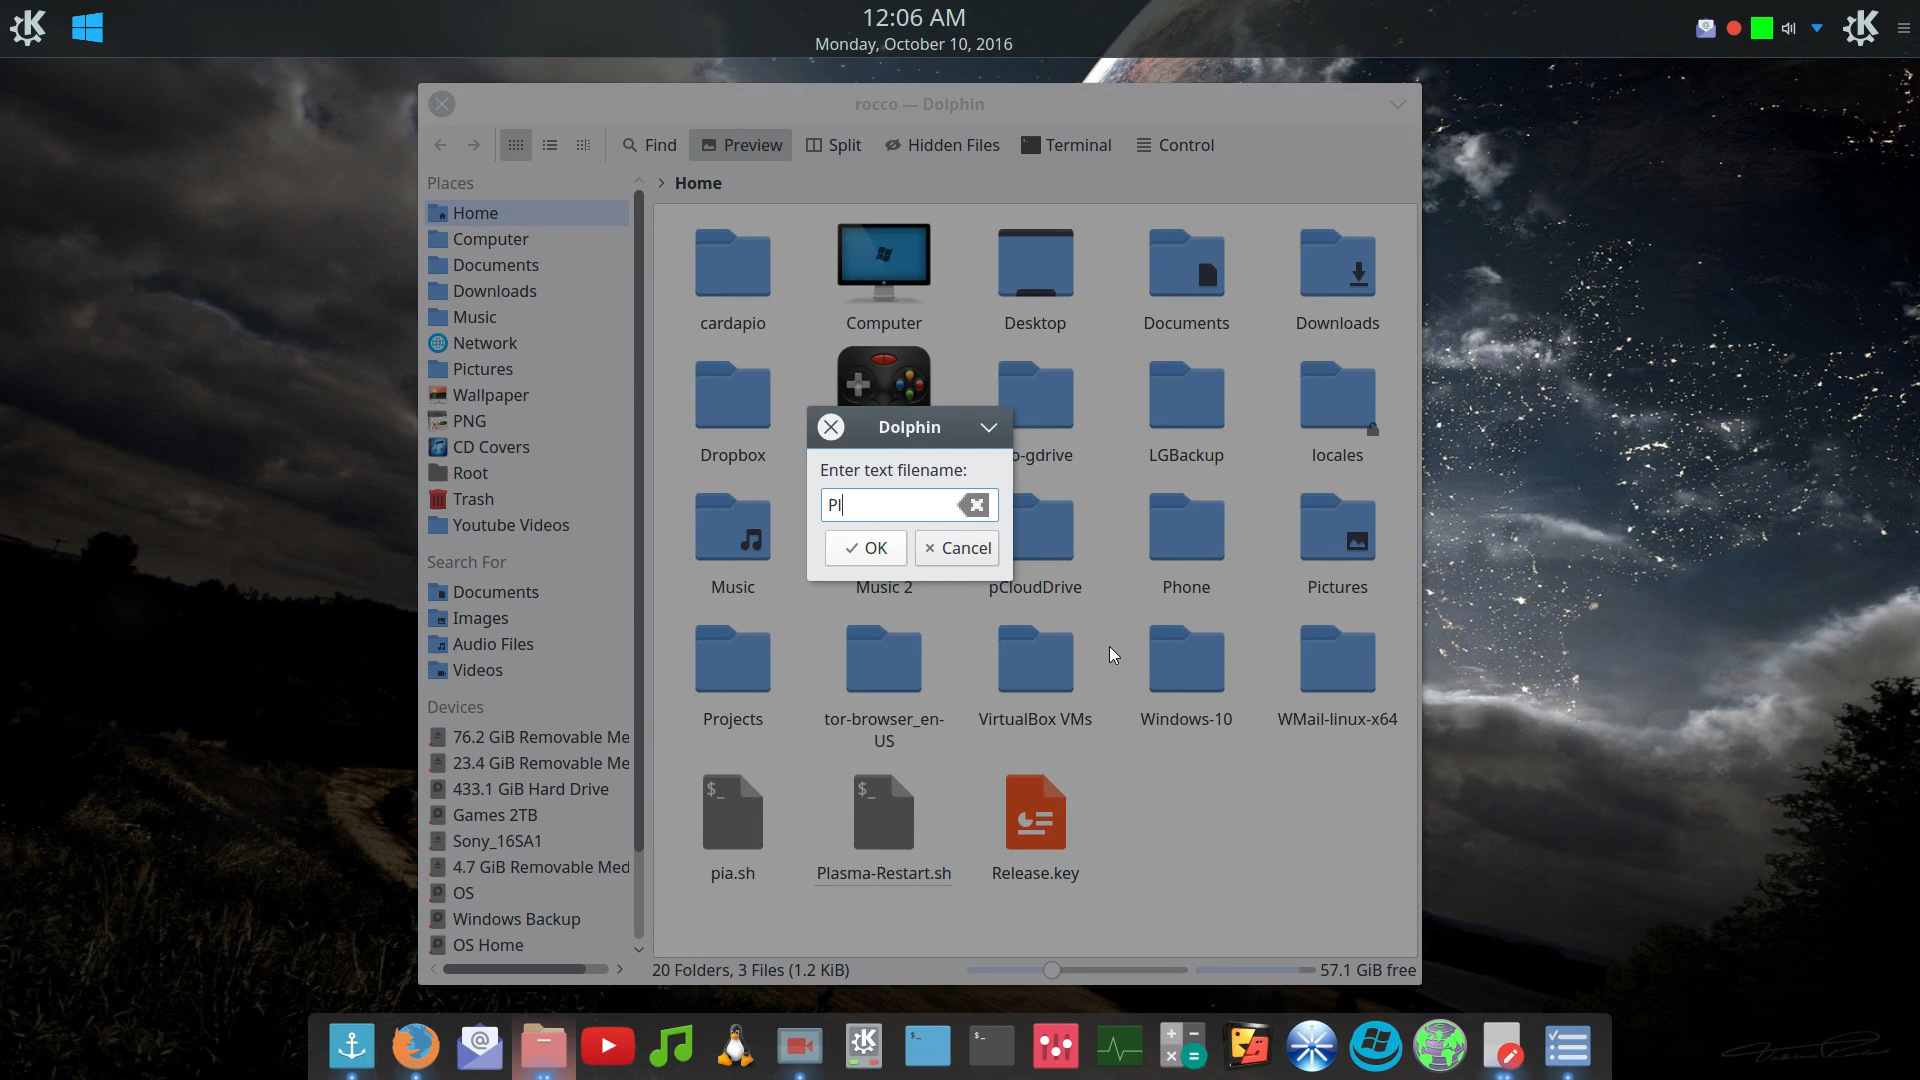 12:06 AM
Monday, October 10, 2016
rocco — Dolphin
Find Preview Split Hidden Files Terminal Control
Places
> Home
Home
Computer
Documents
Downloads
Music
Network
Pictures
Wallpaper
PNG
CD Covers
Root
Trash
Youtube Videos
Search For
Documents
Images
Audio Files
Videos
Devices
76.2 GiB Removable Me
23.4 GiB Removable Me
433.1 GiB Hard Drive
Games 2TB
Sony_16SA1
4.7 GiB Removable Med
OS
Windows Backup
OS Home
cardapio Computer Desktop Documents Downloads
Dropbox o-gdrive LGBackup locales
Music Music 2 pCloudDrive Phone Pictures
Projects tor-browser_en-US VirtualBox VMs Windows-10 WMail-linux-x64
pia.sh Plasma-Restart.sh Release.key
Dolphin
Enter text filename:
Pl
OK Cancel
20 Folders, 3 Files (1.2 KiB) 57.1 GiB free